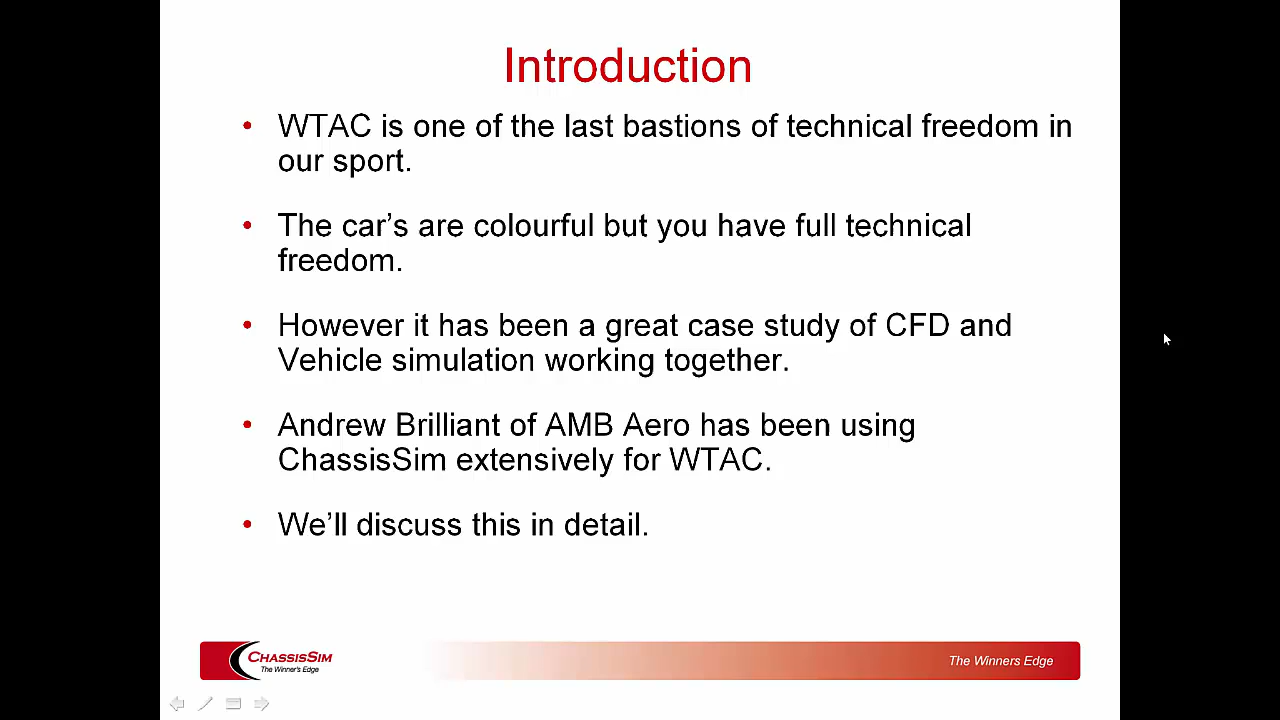 Introduction
• WTAC is one of the last bastions of technical freedom in
our sport.
• The car’s are colourful but you have full technical
freedom.
• However it has been a great case study of CFD and
Vehicle simulation working together.
• Andrew Brilliant of AMB Aero has been using
ChassisSim extensively for WTAC.
• We’ll discuss this in detail.
CHASSISSIM
The Winner's Edge
The Winners Edge